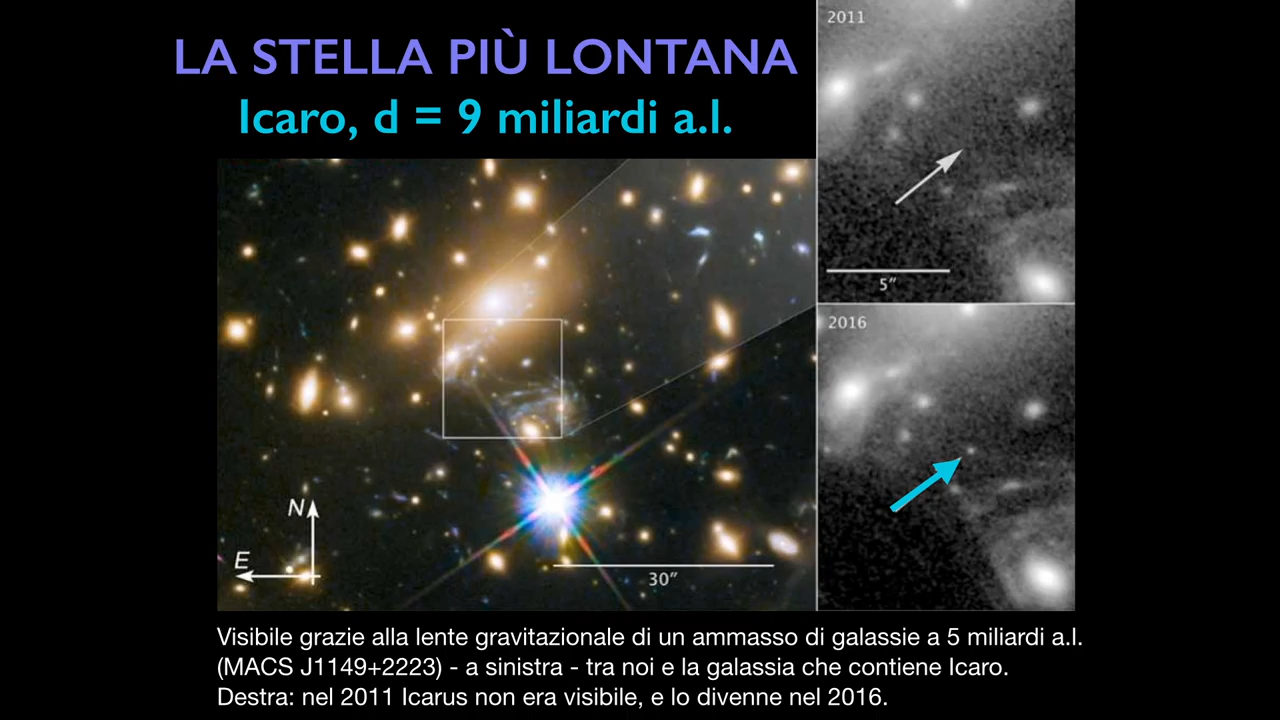 LA STELLA PIÙ LONTANA
Icaro, d = 9 miliardi a.l.
2011
5”
2016
N
E
30”
Visibile grazie alla lente gravitazionale di un ammasso di galassie a 5 miliardi a.l.
(MACS J1149+2223) - a sinistra - tra noi e la galassia che contiene Icaro.
Destra: nel 2011 Icarus non era visibile, e lo divenne nel 2016.